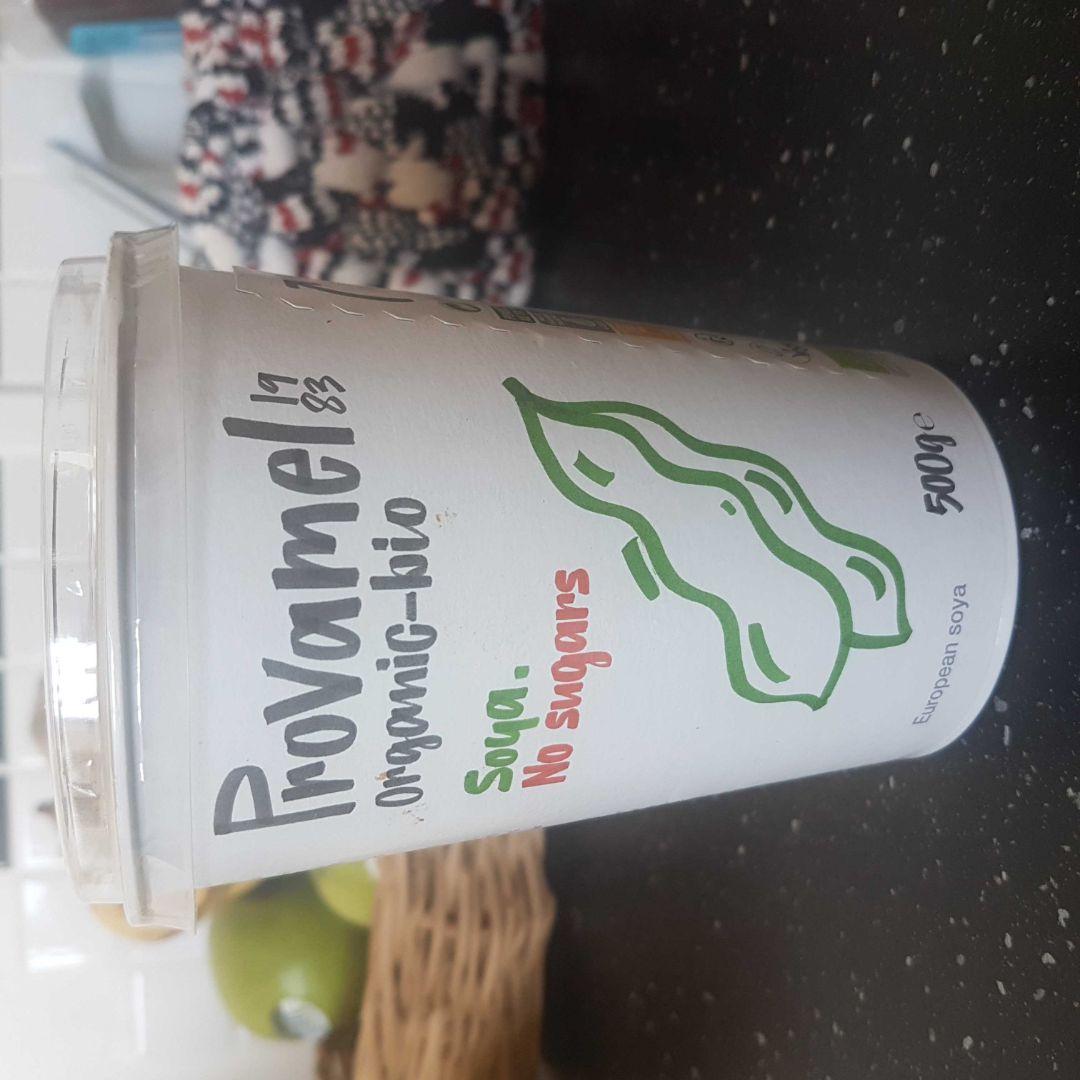 Provamel
19
83
Organic-bio
Soya.
No sugars
European soya
500g e